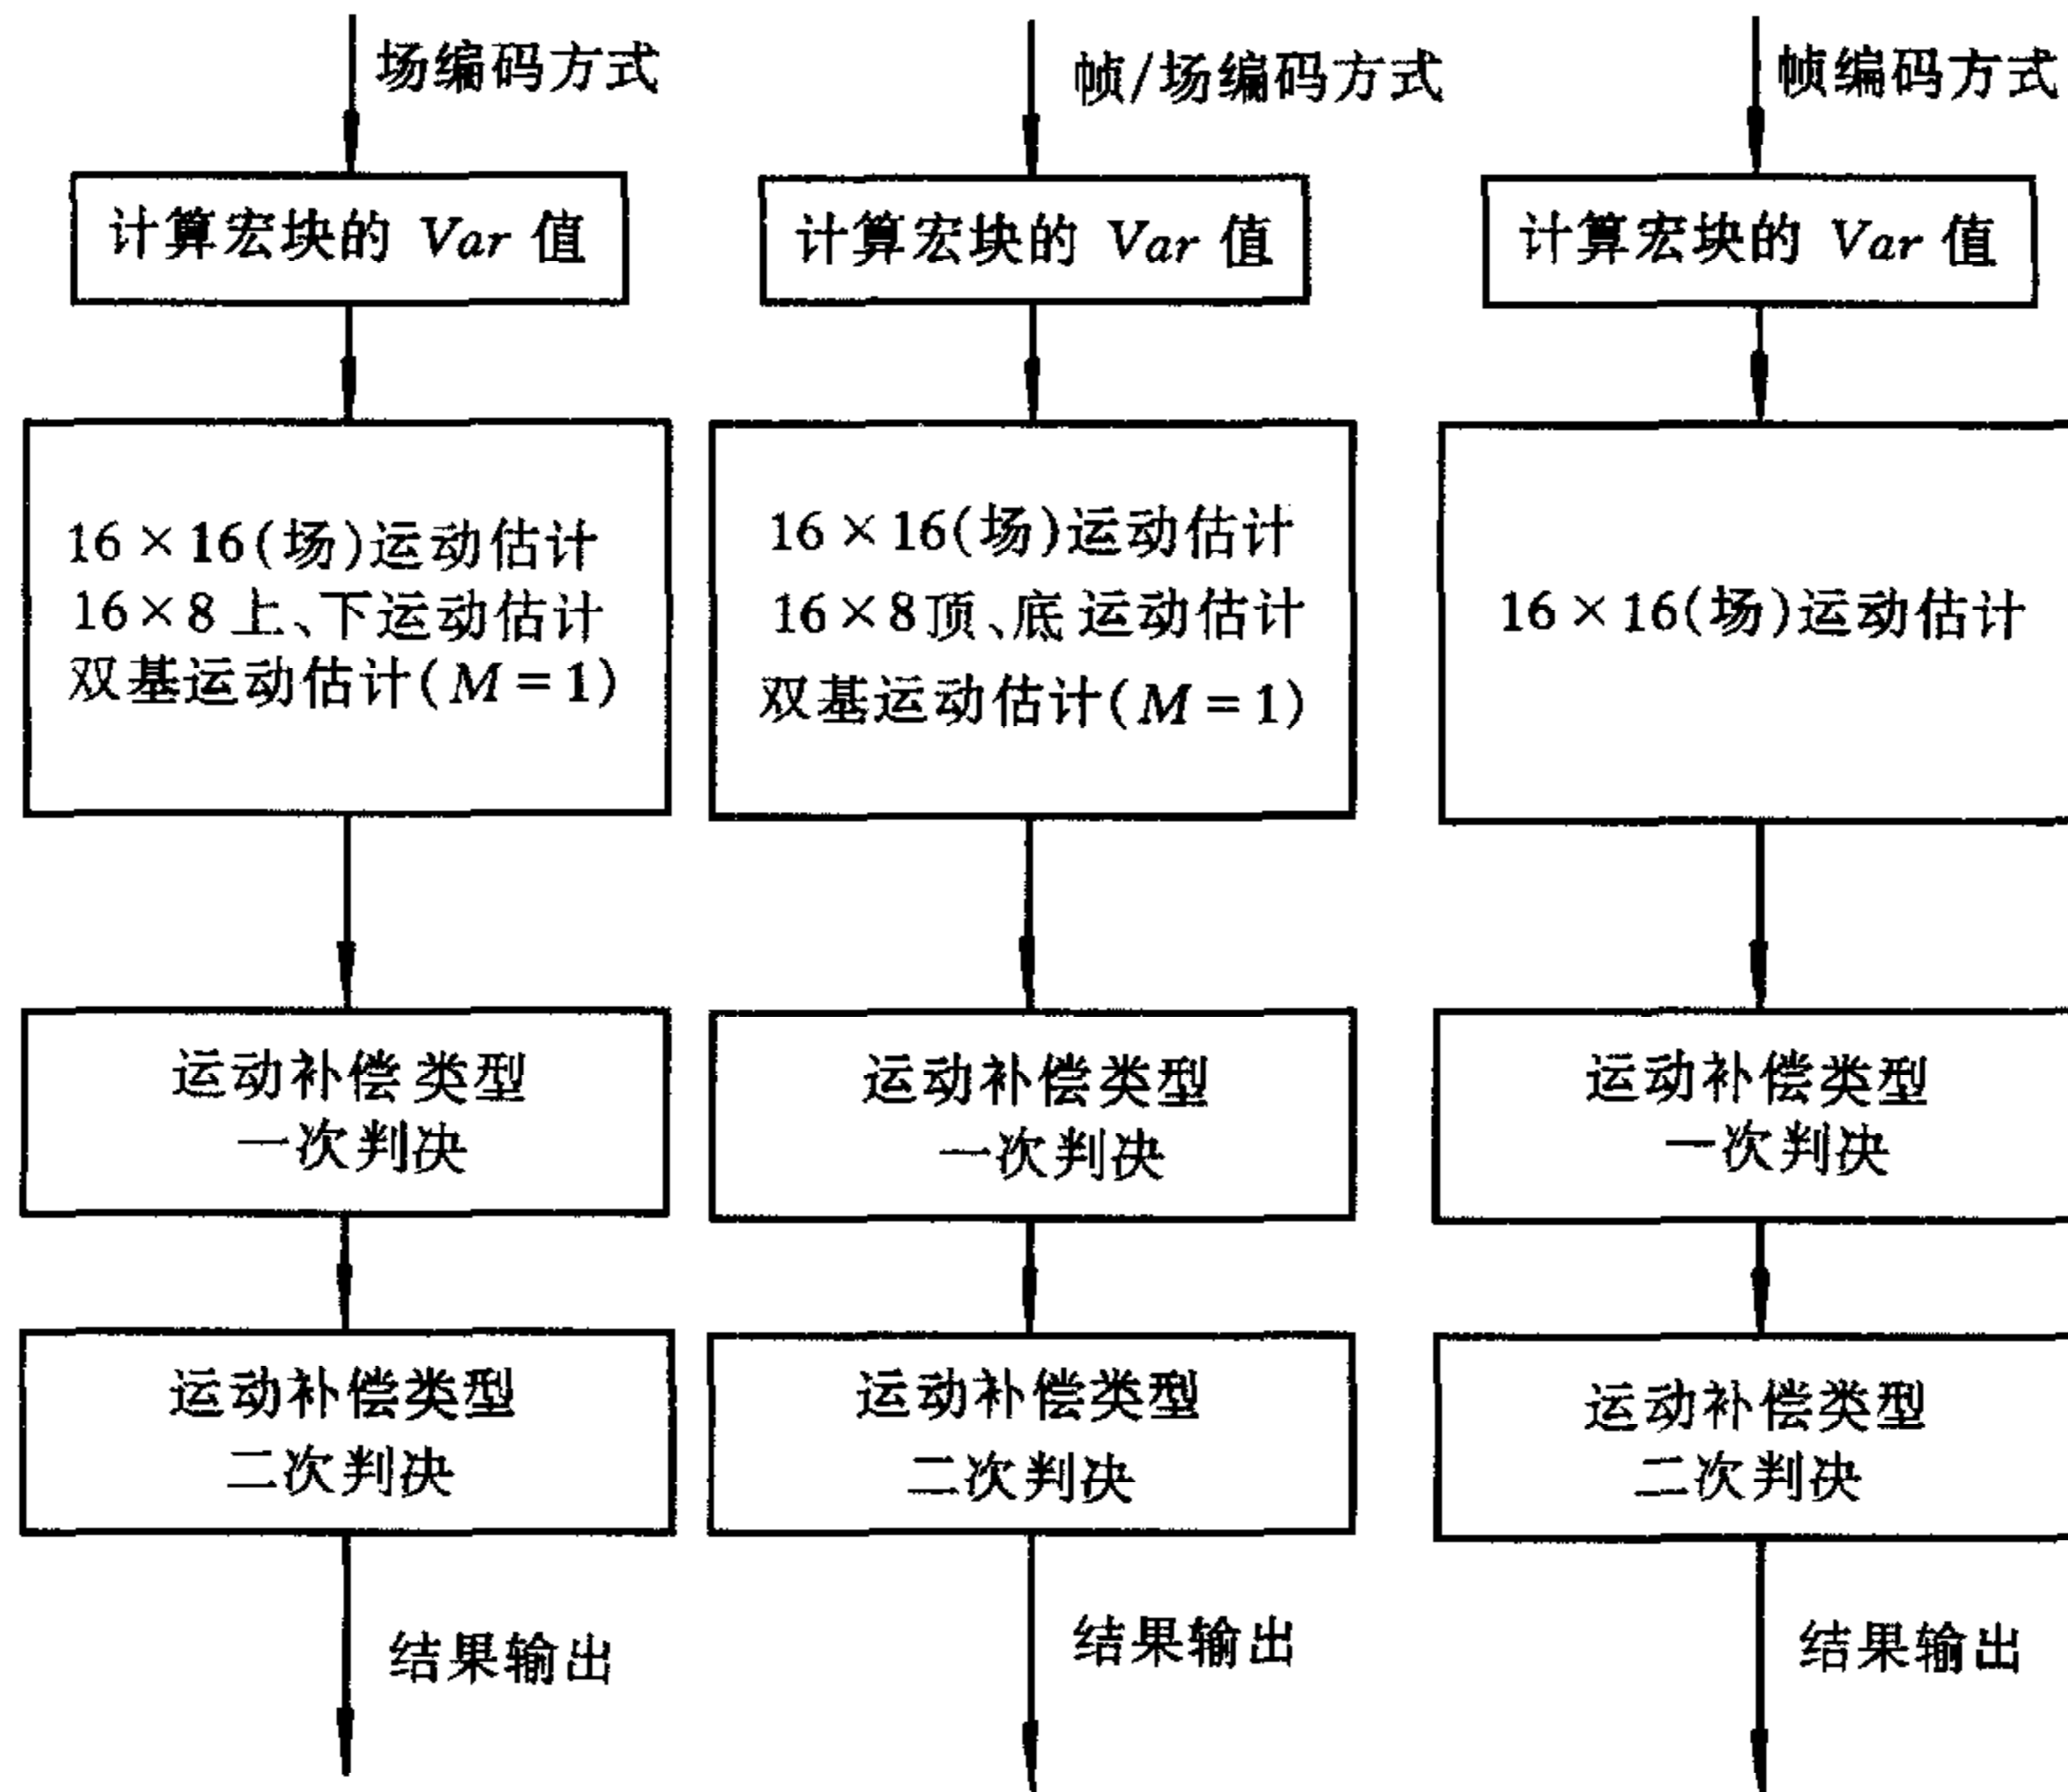 场编码方式
计算宏块的 Var 值
16×16(场)运动估计
16×8上、下运动估计
双基运动估计(M=1)
运动补偿类型
一次判决
运动补偿类型
二次判决
结果输出
帧/场编码方式
计算宏块的 Var 值
16×16(场)运动估计
16×8顶、底运动估计
双基运动估计(M=1)
运动补偿类型
一次判决
运动补偿类型
二次判决
结果输出
帧编码方式
计算宏块的 Var 值
16×16(场)运动估计
运动补偿类型
一次判决
运动补偿类型
二次判决
结果输出